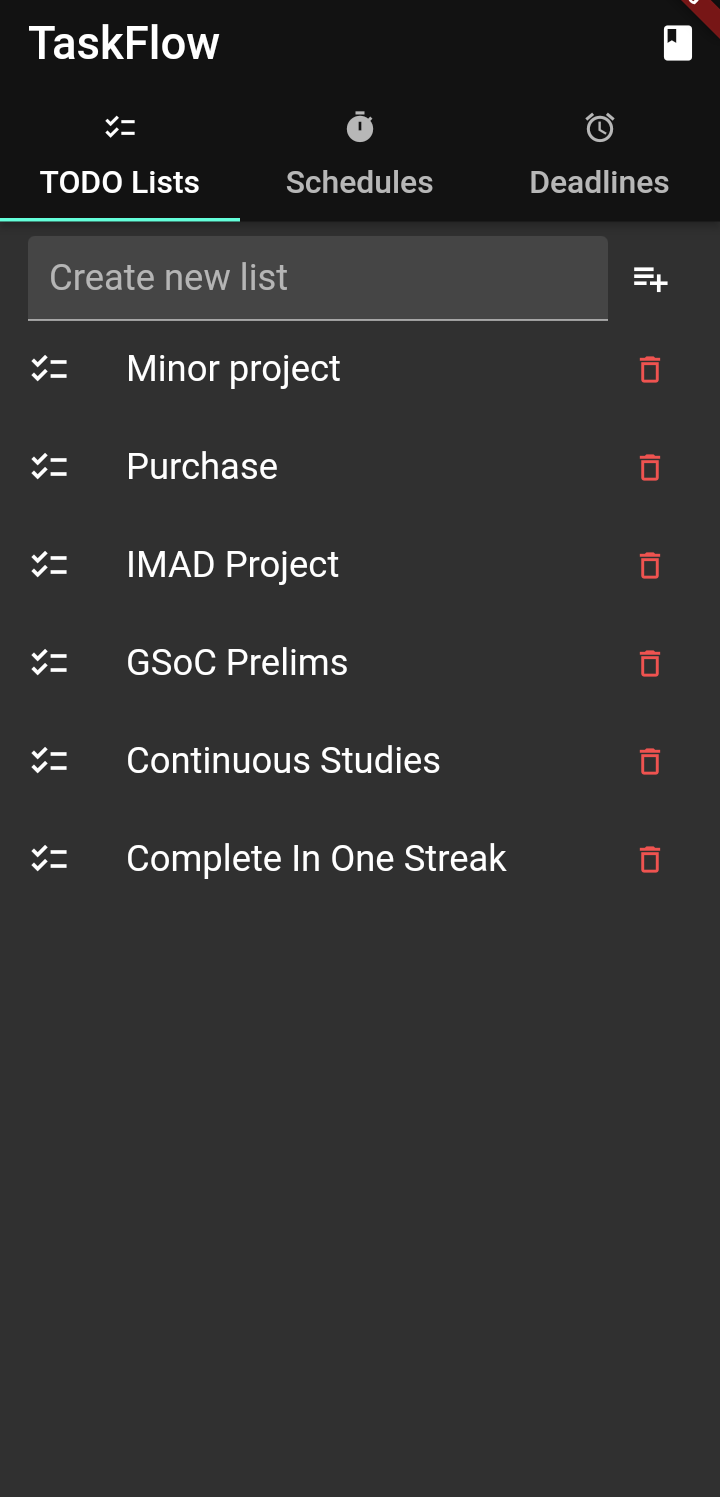 TaskFlow
TODO Lists
Schedules
Deadlines
Create new list
Minor project
Purchase
IMAD Project
GSoC Prelims
Continuous Studies
Complete In One Streak